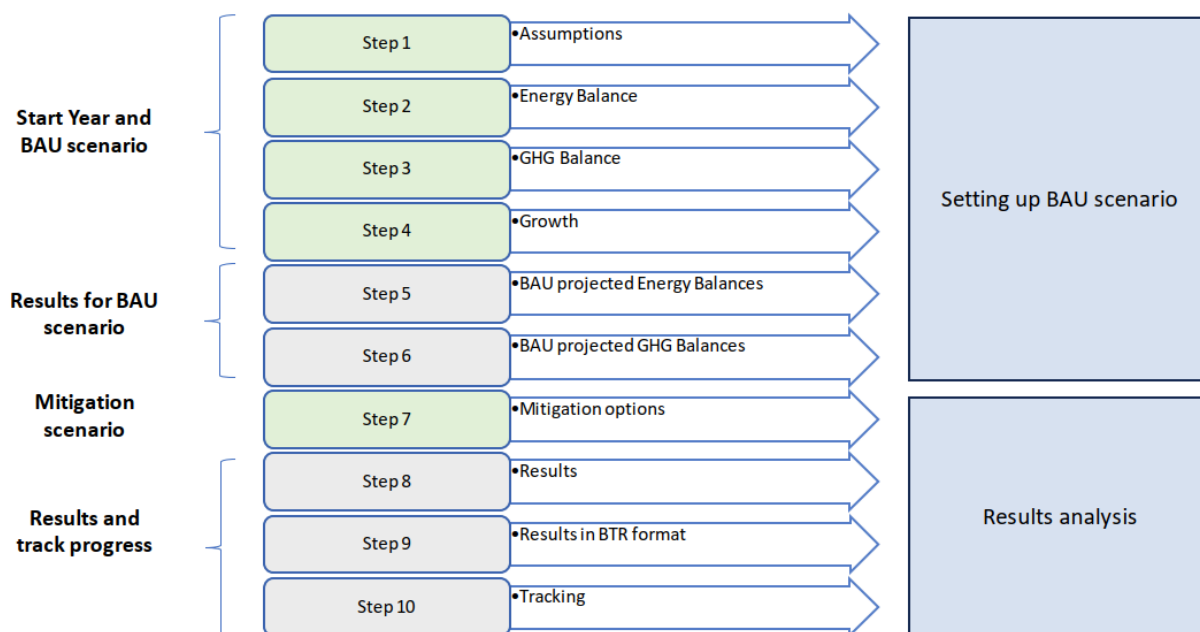 Step 1
•Assumptions
Step 2
•Energy Balance
Start Year and
BAU scenario
Step 3
•GHG Balance
Step 4
•Growth
Setting up BAU scenario
Step 5
•BAU projected Energy Balances
Results for BAU
scenario
Step 6
•BAU projected GHG Balances
Mitigation
scenario
Step 7
•Mitigation options
Step 8
•Results
Results and
track progress
Step 9
•Results in BTR format
Step 10
•Tracking
Results analysis